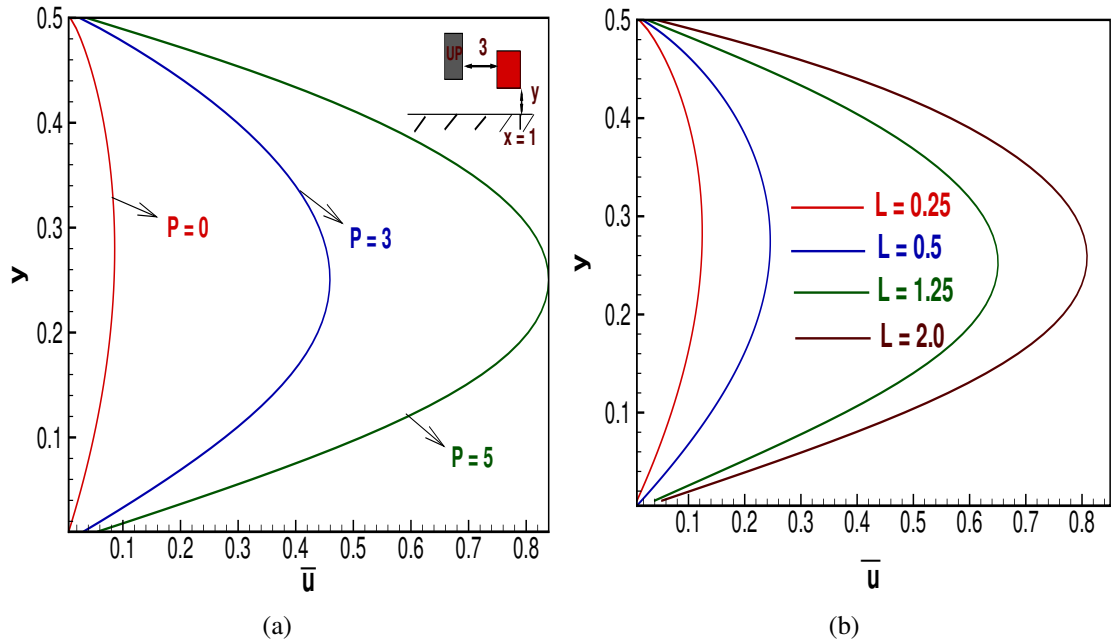 0.5
0.4
0.3
0.2
0.1
y
0.1 0.2 0.3 0.4 0.5 0.6 0.7 0.8
u̅
UP
3
y
x = 1
P = 0
P = 3
P = 5
(a)
0.5
0.4
0.3
0.2
0.1
y
0.1 0.2 0.3 0.4 0.5 0.6 0.7 0.8
u̅
L = 0.25
L = 0.5
L = 1.25
L = 2.0
(b)